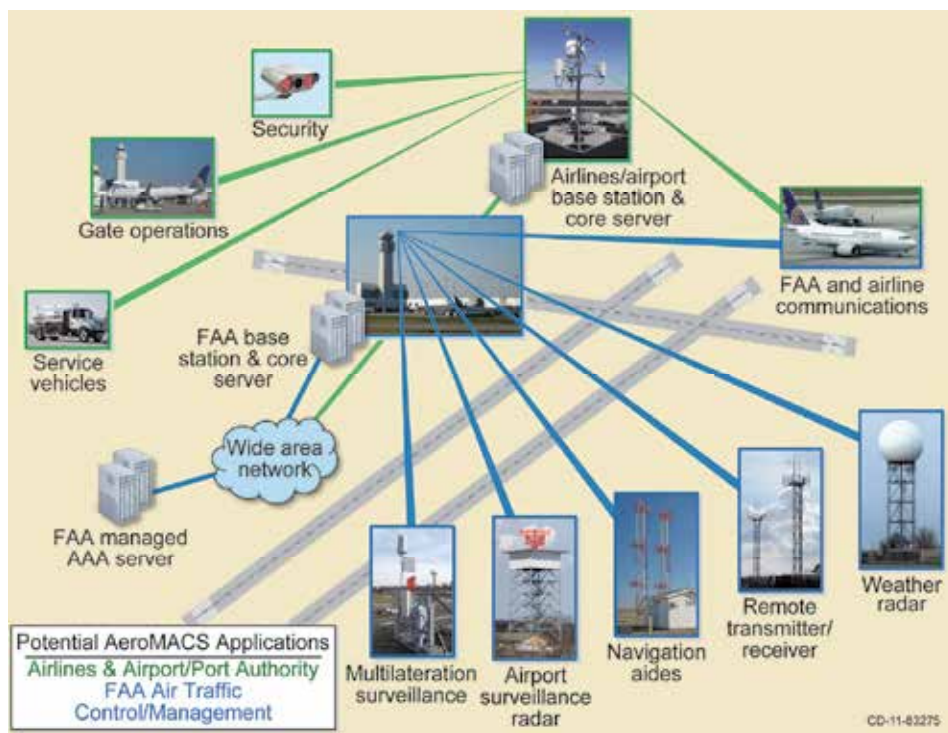 Security
Airlines/airport
base station &
core server
Gate operations
FAA and airline
communications
Service
vehicles
FAA base
station & core
server
Wide area
network
FAA managed
AAA server
Multilateration
surveillance
Airport
surveillance
radar
Navigation
aides
Remote
transmitter/
receiver
Weather
radar
Potential AeroMACS Applications
Airlines & Airport/Port Authority
FAA Air Traffic
Control/Management
CD-11-83275